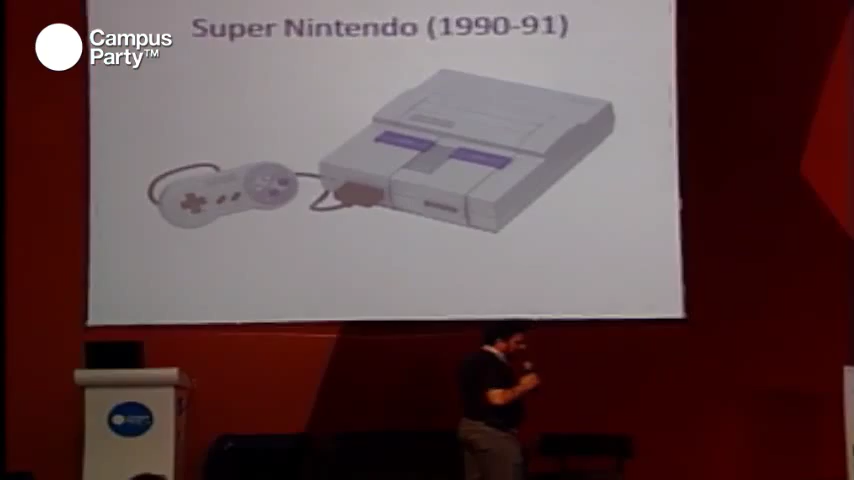 Super Nintendo (1990-91)
Campus
Party™